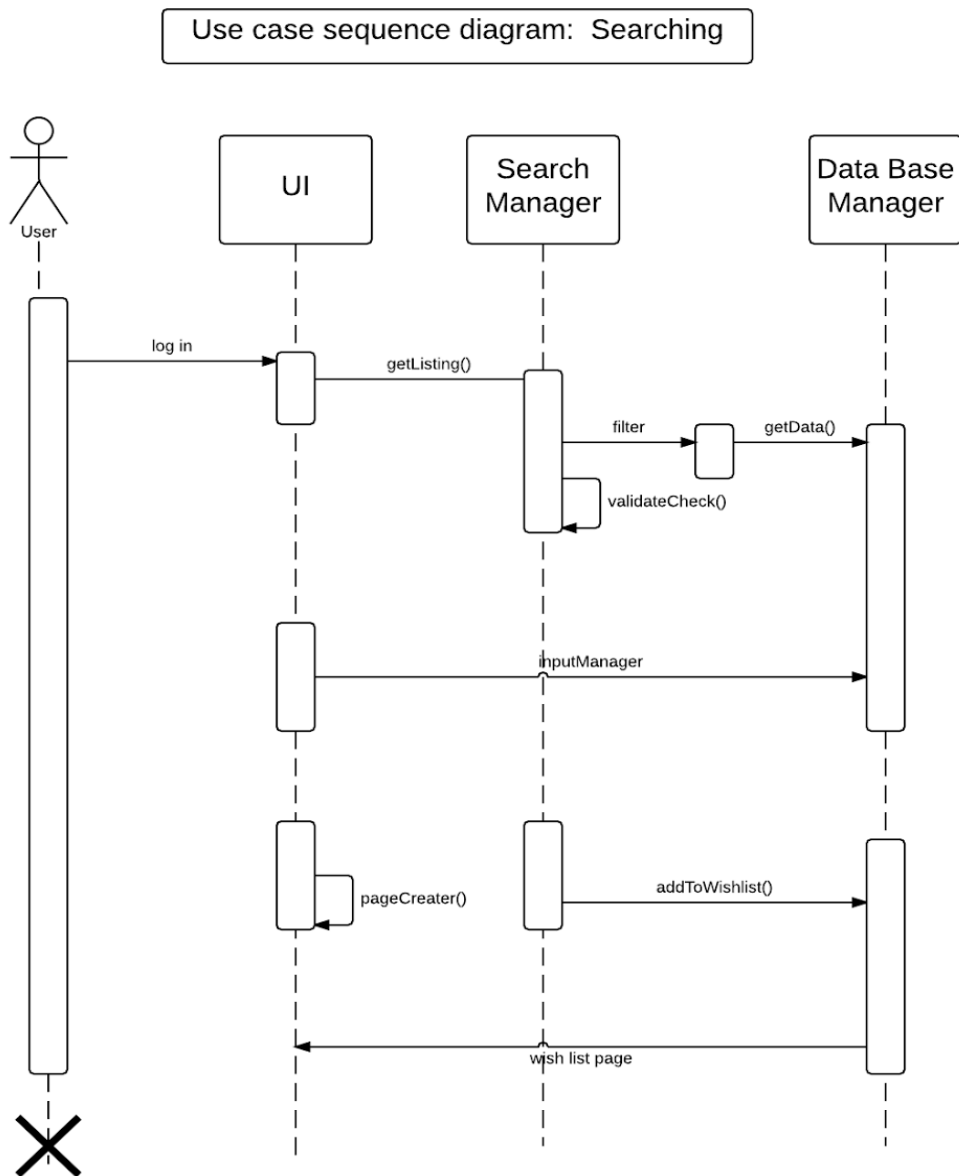 Use case sequence diagram:  Searching
User
UI
Search
Manager
Data Base
Manager
log in
getListing()
filter
getData()
validateCheck()
inputManager
pageCreater()
addToWishlist()
wish list page